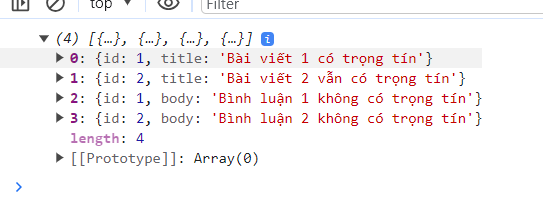 top Filter
(4) [{…}, {…}, {…}, {…}] i
0: {id: 1, title: 'Bài viết 1 có trọng tín'}
1: {id: 2, title: 'Bài viết 2 vẫn có trọng tín'}
2: {id: 1, body: 'Bình luận 1 không có trọng tín'}
3: {id: 2, body: 'Bình luận 2 không có trọng tín'}
length: 4
[[Prototype]]: Array(0)